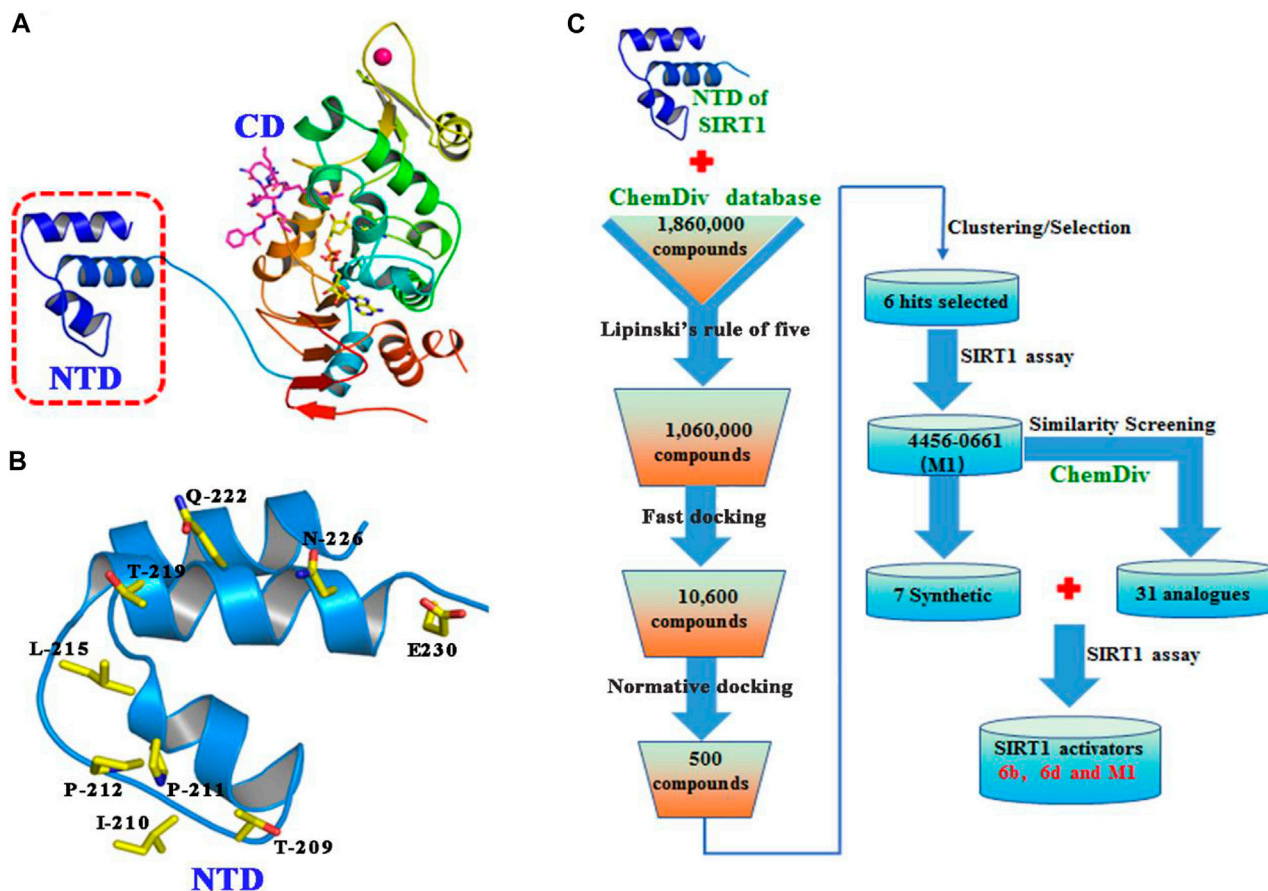 A
CD
NTD
B
Q-222
N-226
T-219
E230
L-215
P-212
P-211
I-210
T-209
NTD
C
NTD of
SIRT1
ChemDiv database
1,860,000
compounds
Lipinski's rule of five
1,060,000
compounds
Fast docking
10,600
compounds
Normative docking
500
compounds
Clustering/Selection
6 hits selected
SIRT1 assay
4456-0661
(M1)
Similarity Screening
ChemDiv
7 Synthetic
31 analogues
SIRT1 assay
SIRT1 activators
6b, 6d and M1